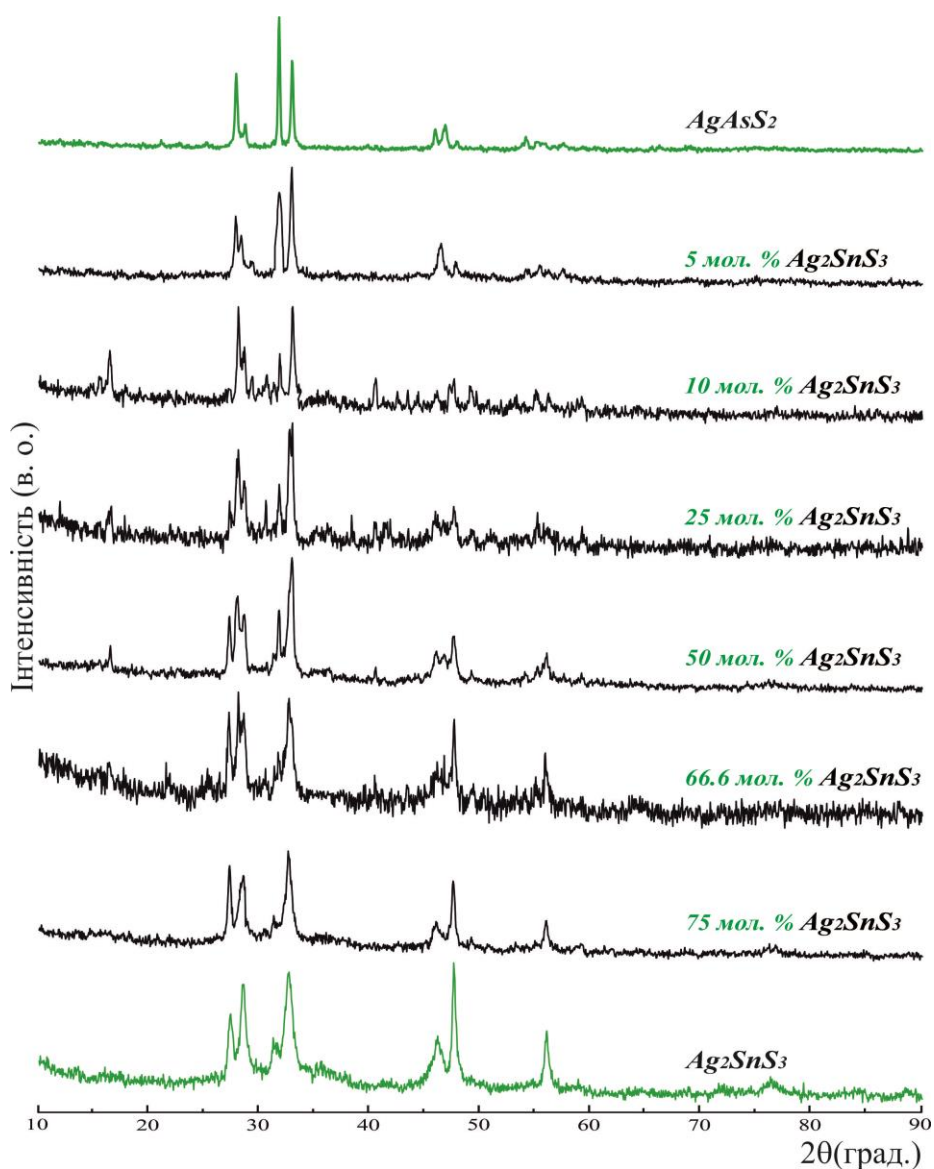 AgAsS2
5 мол. % Ag2SnS3
10 мол. % Ag2SnS3
25 мол. % Ag2SnS3
50 мол. % Ag2SnS3
66.6 мол. % Ag2SnS3
75 мол. % Ag2SnS3
Ag2SnS3
Інтенсивність (в. о.)
10 20 30 40 50 60 70 80 90
2θ(град.)